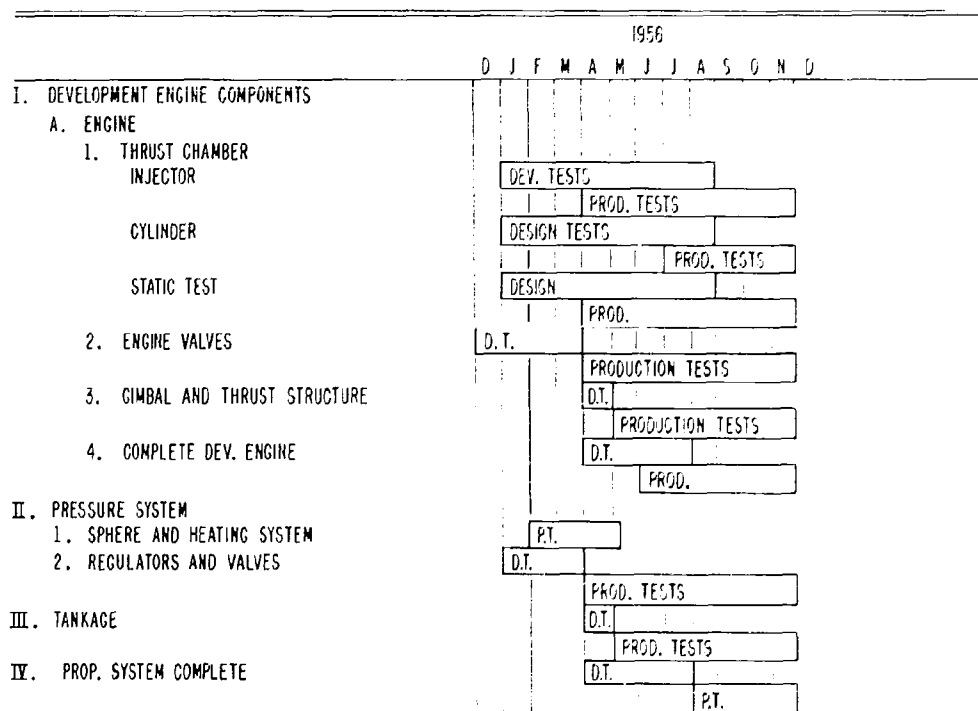 1956
D J F M A M J J A S O N D
I. DEVELOPMENT ENGINE COMPONENTS
A. ENGINE
1. THRUST CHAMBER
INJECTOR
DEV. TESTS
PROD. TESTS
CYLINDER
DESIGN TESTS
PROD. TESTS
STATIC TEST
DESIGN
PROD.
2. ENGINE VALVES
D.T.
PRODUCTION TESTS
3. GIMBAL AND THRUST STRUCTURE
D.T.
PRODUCTION TESTS
4. COMPLETE DEV. ENGINE
D.T.
PROD.
II. PRESSURE SYSTEM
1. SPHERE AND HEATING SYSTEM
P.T.
2. REGULATORS AND VALVES
D.T.
PROD. TESTS
III. TANKAGE
D.T.
PROD. TESTS
IV. PROP. SYSTEM COMPLETE
D.T.
P.T.